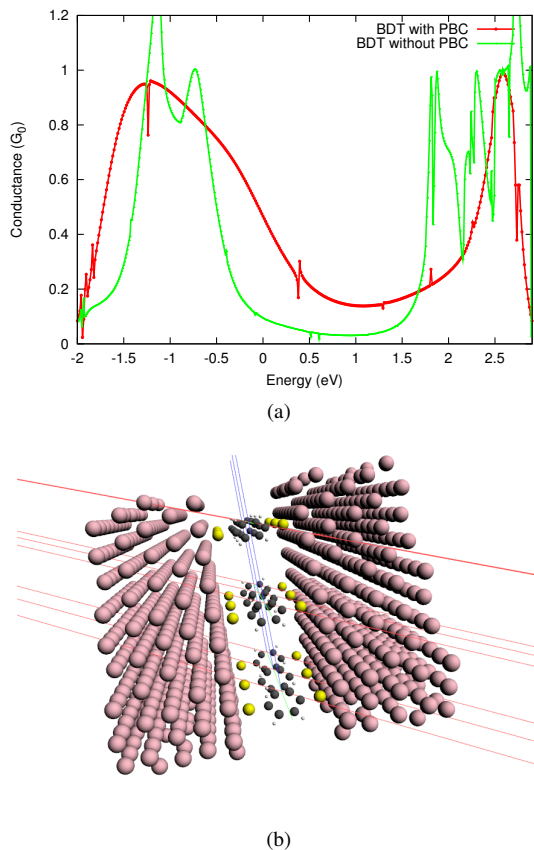 1.2
1
0.8
0.6
0.4
0.2
0
Conductance (G0)
BDT with PBC
BDT without PBC
-2 -1.5 -1 -0.5 0 0.5 1 1.5 2 2.5
Energy (eV)
(a)
(b)